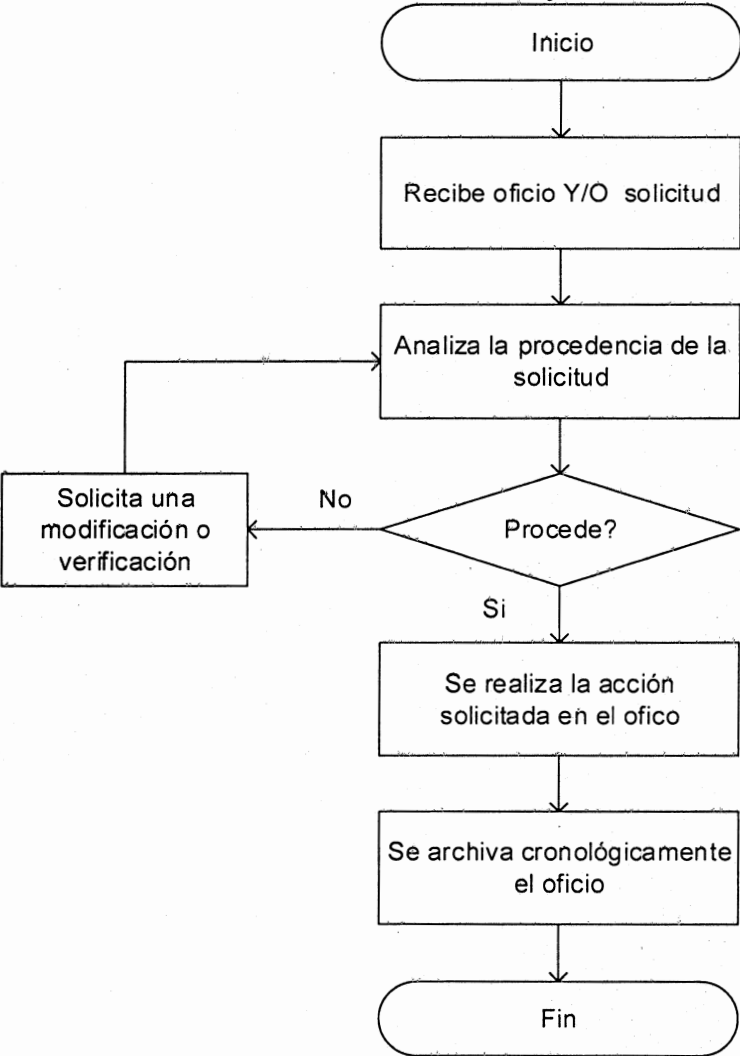 Inicio
Recibe oficio Y/O solicitud
Analiza la procedencia de la
solicitud
Solicita una
modificación o
verificación
No
Procede?
Si
Se realiza la acción
solicitada en el ofico
Se archiva cronológicamente
el oficio
Fin